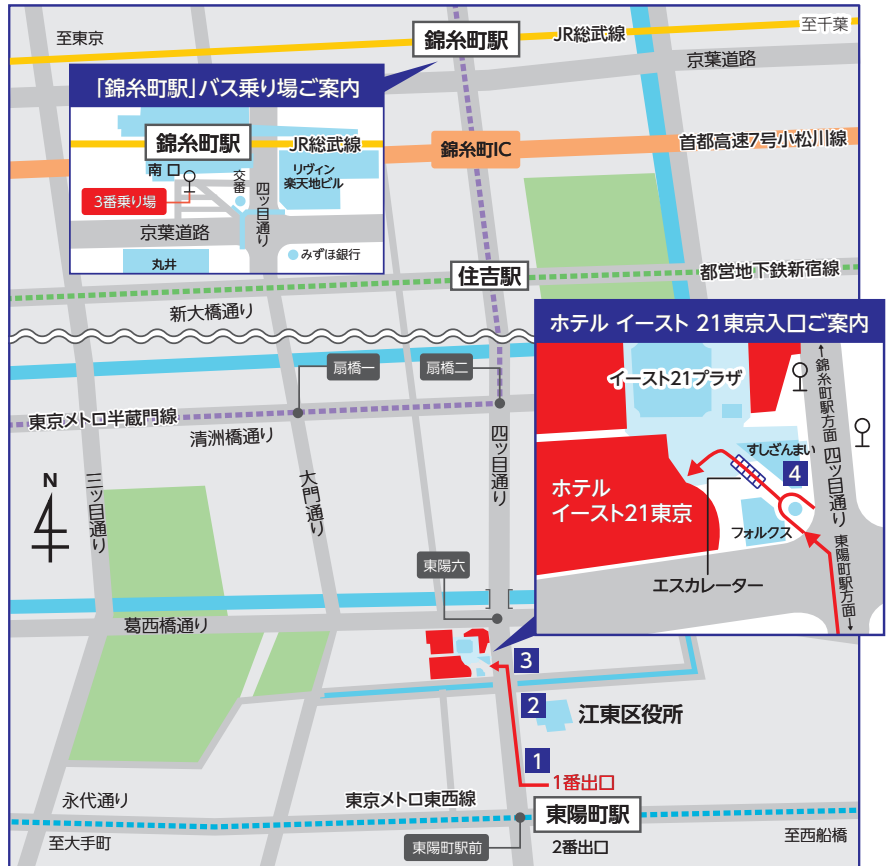 至東京
錦糸町駅
JR総武線
至千葉
京葉道路
「錦糸町駅」バス乗り場ご案内
錦糸町駅
JR総武線
南口
交番
四ッ目通り
リヴィン
楽天地ビル
3番乗り場
京葉道路
丸井
みずほ銀行
錦糸町IC
首都高速7号小松川線
住吉駅
都営地下鉄新宿線
新大橋通り
ホテル イースト 21東京入口ご案内
イースト21プラザ
←錦糸町駅方面
四ッ目通り
東陽町駅方面→
すしざんまい
4
ホテル
イースト21東京
フォルクス
エスカレーター
扇橋一
扇橋二
東京メトロ半蔵門線
清洲橋通り
四ッ目通り
大門通り
三ッ目通り
N
東陽六
葛西橋通り
3
2
江東区役所
1
1番出口
永代通り
東京メトロ東西線
東陽町駅
至大手町
東陽町駅前
2番出口
至西船橋